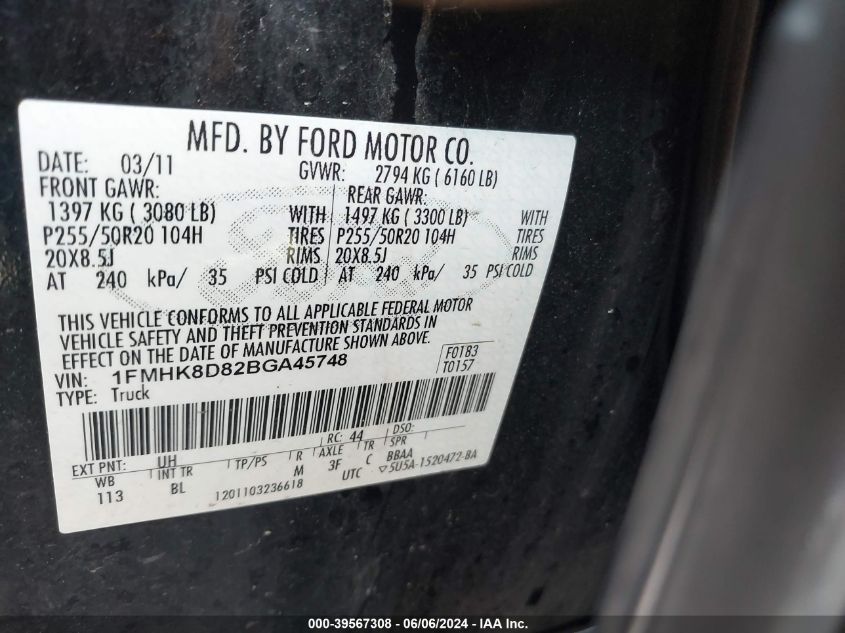 MFD. BY FORD MOTOR CO.
DATE: 03/11 GVWR: 2794 KG ( 6160 LB)
FRONT GAWR: REAR GAWR:
1397 KG ( 3080 LB) WITH 1497 KG ( 3300 LB) WITH
P255/50R20 104H TIRES P255/50R20 104H TIRES
20X8.5J RIMS 20X8.5J RIMS
AT 240 kPa/ 35 PSI COLD AT 240 kPa/ 35 PSI COLD
THIS VEHICLE CONFORMS TO ALL APPLICABLE FEDERAL MOTOR
VEHICLE SAFETY AND THEFT PREVENTION STANDARDS IN
EFFECT ON THE DATE OF MANUFACTURE SHOWN ABOVE.
VIN: 1FMHK8D82BGA45748 F0183
TYPE: Truck T0157
EXT PNT: UH RC: 44 DSO:
WB INT TR TP/PS R AXLE TR SPR
113 BL M 3F C BBAA
1201103236618 UTC ▽5U5A-1520472-BA
000-39567308 - 06/06/2024 - IAA Inc.